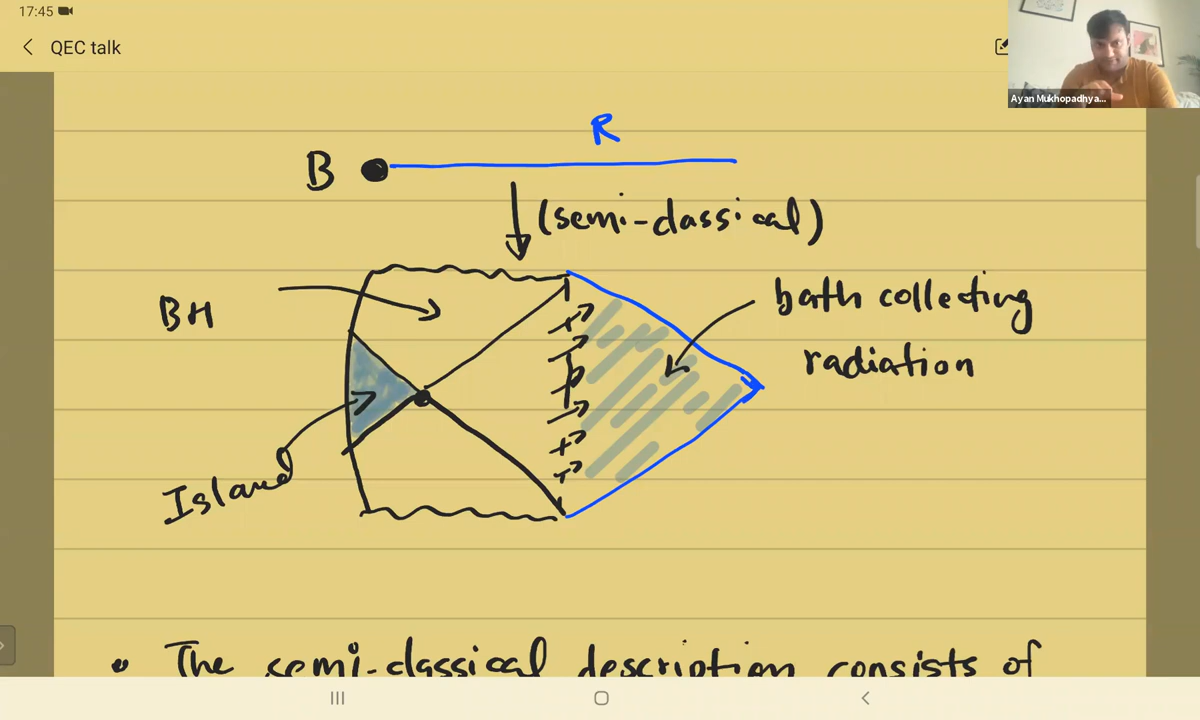 17:45
QEC talk
Ayan Mukhopadhya...
R
B
(semi-classical)
BH
bath collecting
radiation
Island
• The semi-classical description consists of